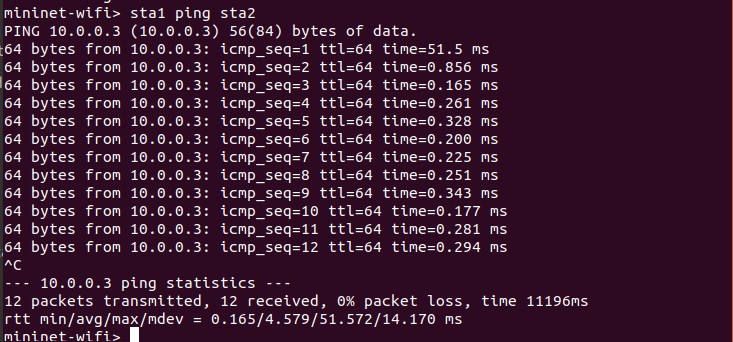 mininet-wifi> sta1 ping sta2
PING 10.0.0.3 (10.0.0.3) 56(84) bytes of data.
64 bytes from 10.0.0.3: icmp_seq=1 ttl=64 time=51.5 ms
64 bytes from 10.0.0.3: icmp_seq=2 ttl=64 time=0.856 ms
64 bytes from 10.0.0.3: icmp_seq=3 ttl=64 time=0.165 ms
64 bytes from 10.0.0.3: icmp_seq=4 ttl=64 time=0.261 ms
64 bytes from 10.0.0.3: icmp_seq=5 ttl=64 time=0.328 ms
64 bytes from 10.0.0.3: icmp_seq=6 ttl=64 time=0.200 ms
64 bytes from 10.0.0.3: icmp_seq=7 ttl=64 time=0.225 ms
64 bytes from 10.0.0.3: icmp_seq=8 ttl=64 time=0.251 ms
64 bytes from 10.0.0.3: icmp_seq=9 ttl=64 time=0.343 ms
64 bytes from 10.0.0.3: icmp_seq=10 ttl=64 time=0.177 ms
64 bytes from 10.0.0.3: icmp_seq=11 ttl=64 time=0.281 ms
64 bytes from 10.0.0.3: icmp_seq=12 ttl=64 time=0.294 ms
^C
--- 10.0.0.3 ping statistics ---
12 packets transmitted, 12 received, 0% packet loss, time 11196ms
rtt min/avg/max/mdev = 0.165/4.579/51.572/14.170 ms
mininet-wifi>